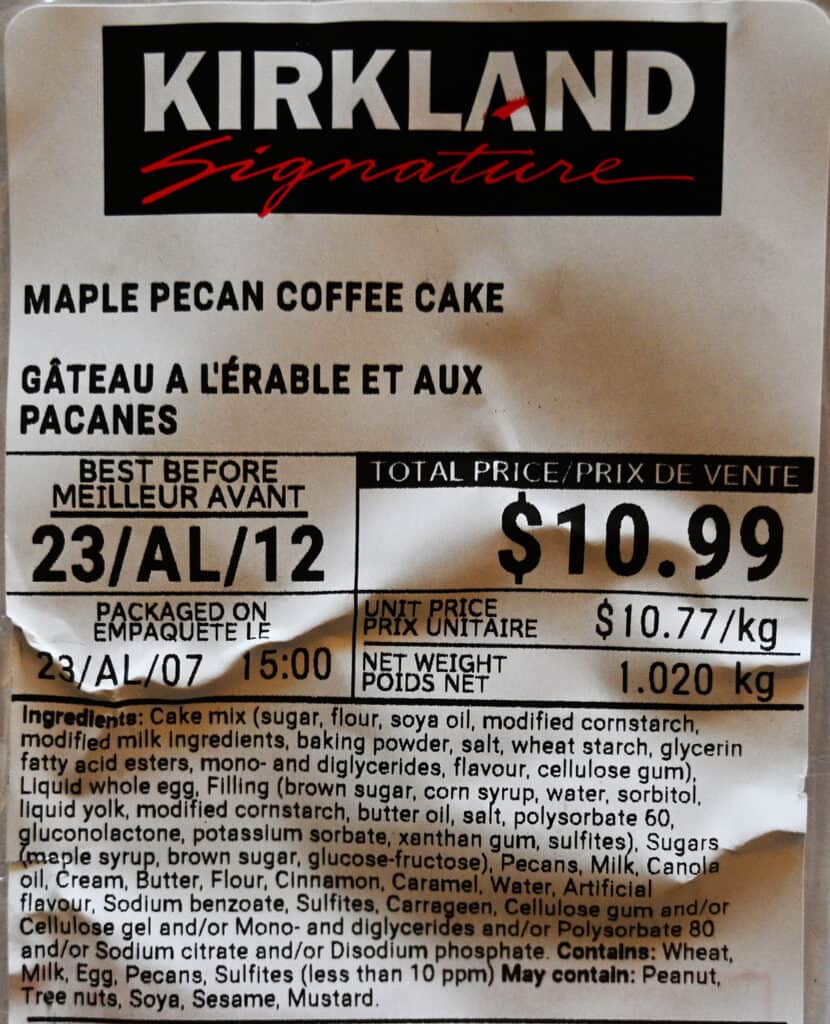 KIRKLAND
Signature
MAPLE PECAN COFFEE CAKE
GÂTEAU A L'ÉRABLE ET AUX
PACANES
BEST BEFORE
MEILLEUR AVANT
23/AL/12
TOTAL PRICE/PRIX DE VENTE
$10.99
PACKAGED ON
EMPAQUETÉ LE
23/AL/07 15:00
UNIT PRICE
PRIX UNITAIRE
$10.77/kg
NET WEIGHT
POIDS NET
1.020 kg
Ingredients: Cake mix (sugar, flour, soya oil, modified cornstarch,
modified milk Ingredients, baking powder, salt, wheat starch, glycerin
fatty acid esters, mono- and diglycerides, flavour, cellulose gum),
Liquid whole egg, Filling (brown sugar, corn syrup, water, sorbitol,
liquid yolk, modified cornstarch, butter oil, salt, polysorbate 60,
gluconolactone, potassium sorbate, xanthan gum, sulfites), Sugars
(maple syrup, brown sugar, glucose-fructose), Pecans, Milk, Canola
oil, Cream, Butter, Flour, Cinnamon, Caramel, Water, Artificial
flavour, Sodium benzoate, Sulfites, Carrageen, Cellulose gum and/or
Cellulose gel and/or Mono- and diglycerides and/or Polysorbate 80
and/or Sodium citrate and/or Disodium phosphate. Contains: Wheat,
Milk, Egg, Pecans, Sulfites (less than 10 ppm) May contain: Peanut,
Tree nuts, Soya, Sesame, Mustard.